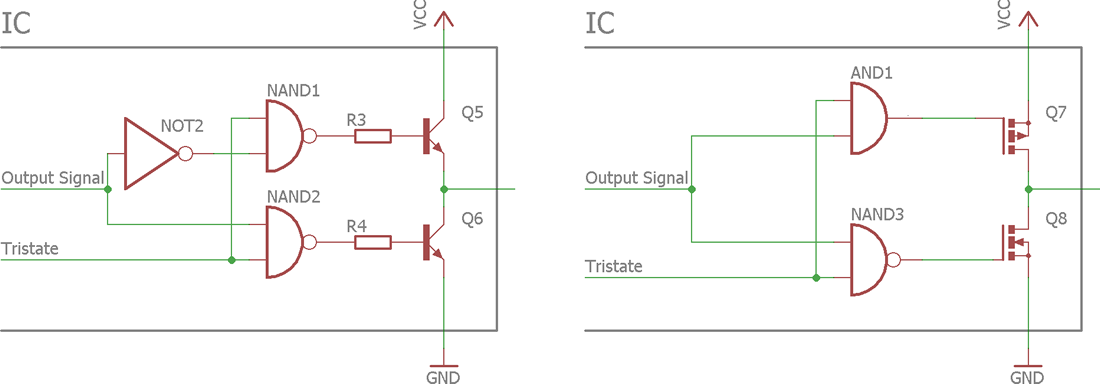 IC
VCC
NAND1
NOT2
R3
Q5
Output Signal
NAND2
R4
Q6
Tristate
GND
IC
VCC
AND1
Q7
Output Signal
NAND3
Q8
Tristate
GND